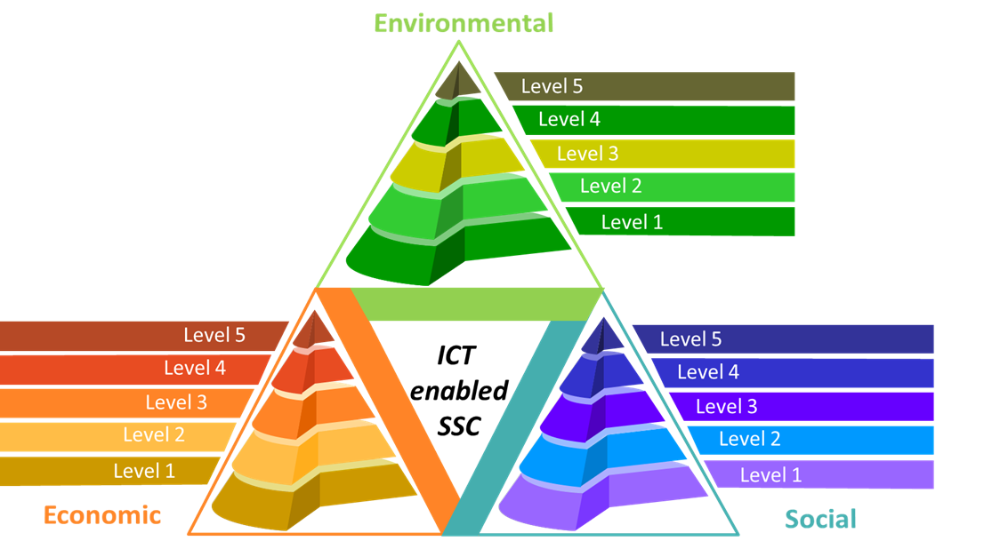 Environmental
Level 5
Level 4
Level 3
Level 2
Level 1
Level 5
Level 4
Level 3
Level 2
Level 1
Economic
ICT
enabled
SSC
Level 5
Level 4
Level 3
Level 2
Level 1
Social